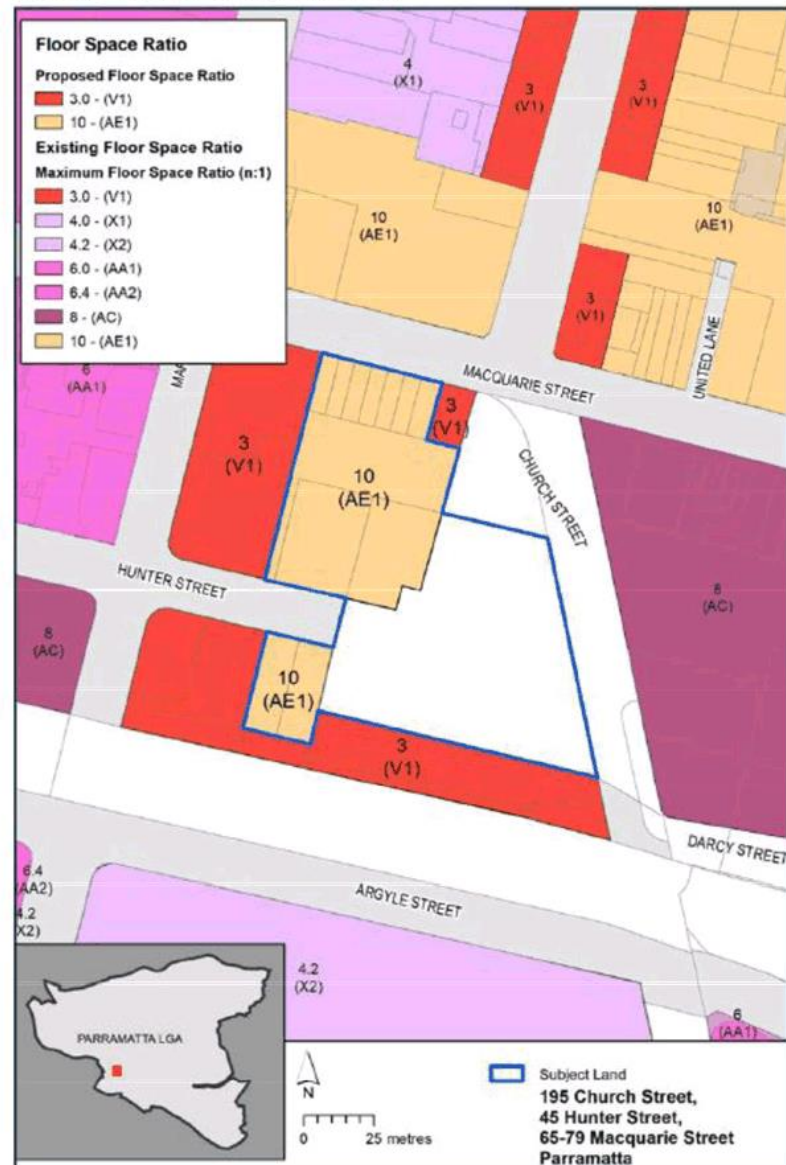 Floor Space Ratio
Proposed Floor Space Ratio
3.0 - (V1)
10 - (AE1)
Existing Floor Space Ratio
Maximum Floor Space Ratio (n:1)
3.0 - (V1)
4.0 - (X1)
4.2 - (X2)
6.0 - (AA1)
6.4 - (AA2)
8 - (AC)
10 - (AE1)
4
(X1)
3
(V1)
3
(V1)
10
(AE1)
10
(AE1)
3
(V1)
UNITED LANE
MACQUARIE STREET
6
(AA1)
3
(V1)
3
(V1)
10
(AE1)
CHURCH STREET
HUNTER STREET
8
(AC)
8
(AC)
10
(AE1)
3
(V1)
DARCY STREET
6.4
(AA2)
4.2
(X2)
ARGYLE STREET
4.2
(X2)
6
(AA1)
PARRAMATTA LGA
N
0 25 metres
Subject Land
195 Church Street,
45 Hunter Street,
65-79 Macquarie Street
Parramatta